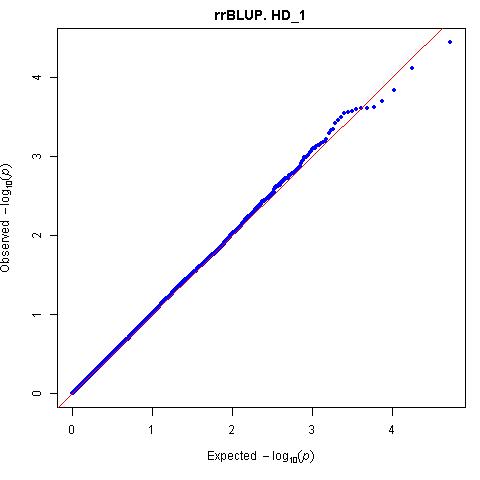 rrBLUP. HD_1
Observed −log₁₀(p)
4
3
2
1
0
0 1 2 3 4
Expected −log₁₀(p)